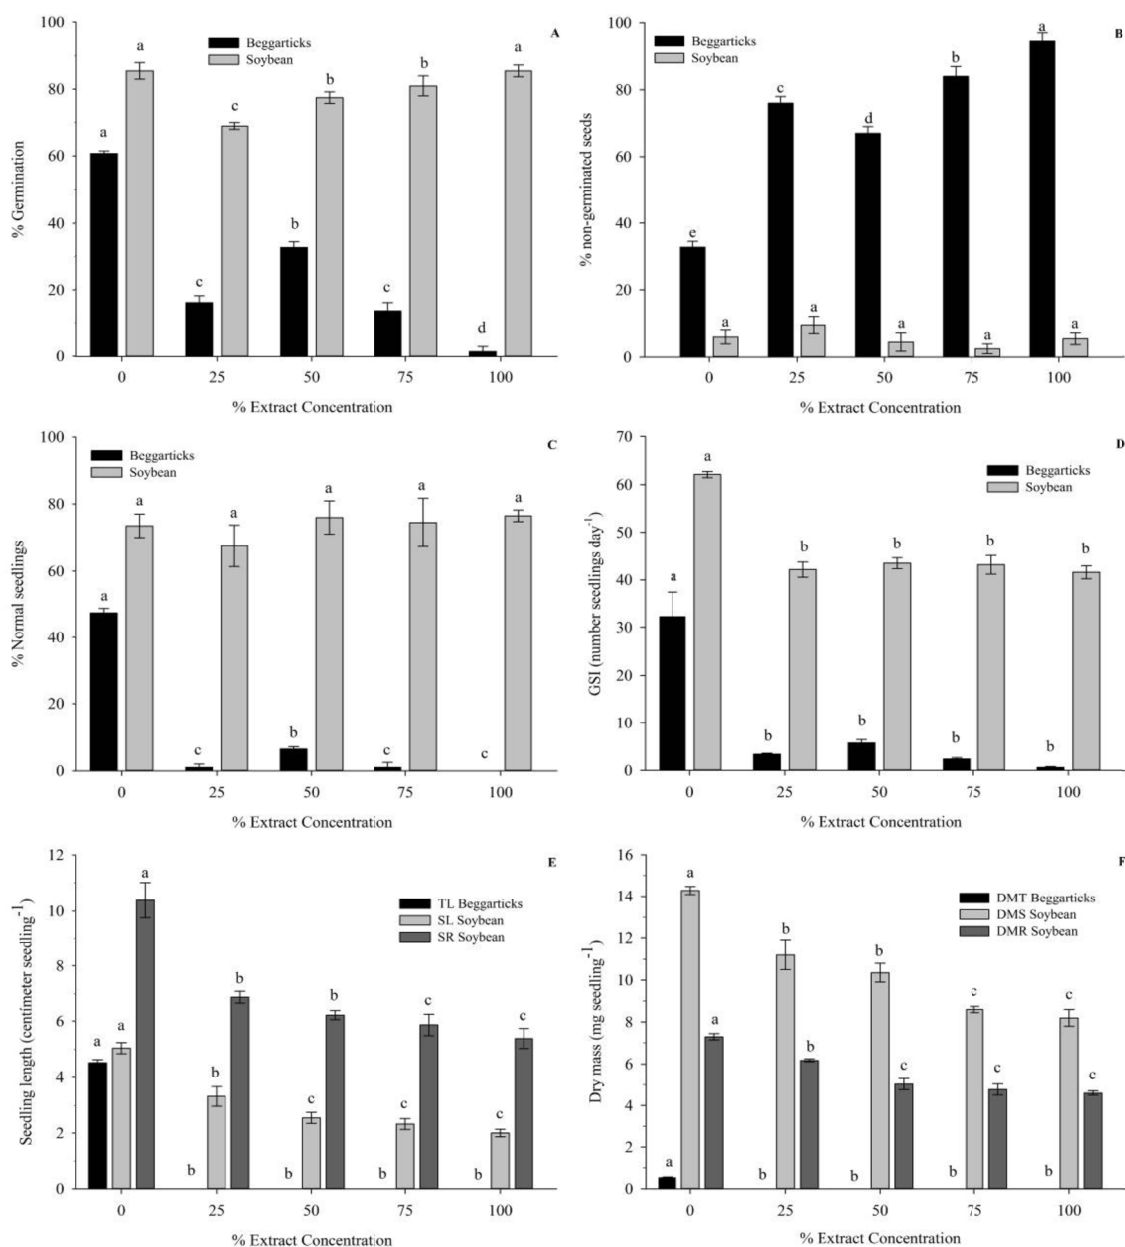 A
Beggarticks
Soybean
% Germination
100
80
60
40
20
0
a
a
c
c
b
b
c
b
d
a
0 25 50 75 100
% Extract Concentration
B
Beggarticks
Soybean
% non-germinated seeds
100
80
60
40
20
0
e
a
c
a
d
a
b
a
a
a
0 25 50 75 100
% Extract Concentration
C
Beggarticks
Soybean
% Normal seedlings
100
80
60
40
20
0
a
a
c
a
b
a
c
a
c
a
0 25 50 75 100
% Extract Concentration
D
Beggarticks
Soybean
GSI (number seedlings day-1)
70
60
50
40
30
20
10
0
a
a
b
b
b
b
b
b
b
b
0 25 50 75 100
% Extract Concentration
E
TL Beggarticks
SL Soybean
SR Soybean
Seedling length (centimeter seedling-1)
12
10
8
6
4
2
0
a
a
a
b
b
b
b
c
b
b
c
c
b
c
c
0 25 50 75 100
% Extract Concentration
F
DMT Beggarticks
DMS Soybean
DMR Soybean
Dry mass (mg seedling-1)
16
14
12
10
8
6
4
2
0
a
a
a
b
b
b
b
b
c
b
c
c
b
c
c
0 25 50 75 100
% Extract Concentration